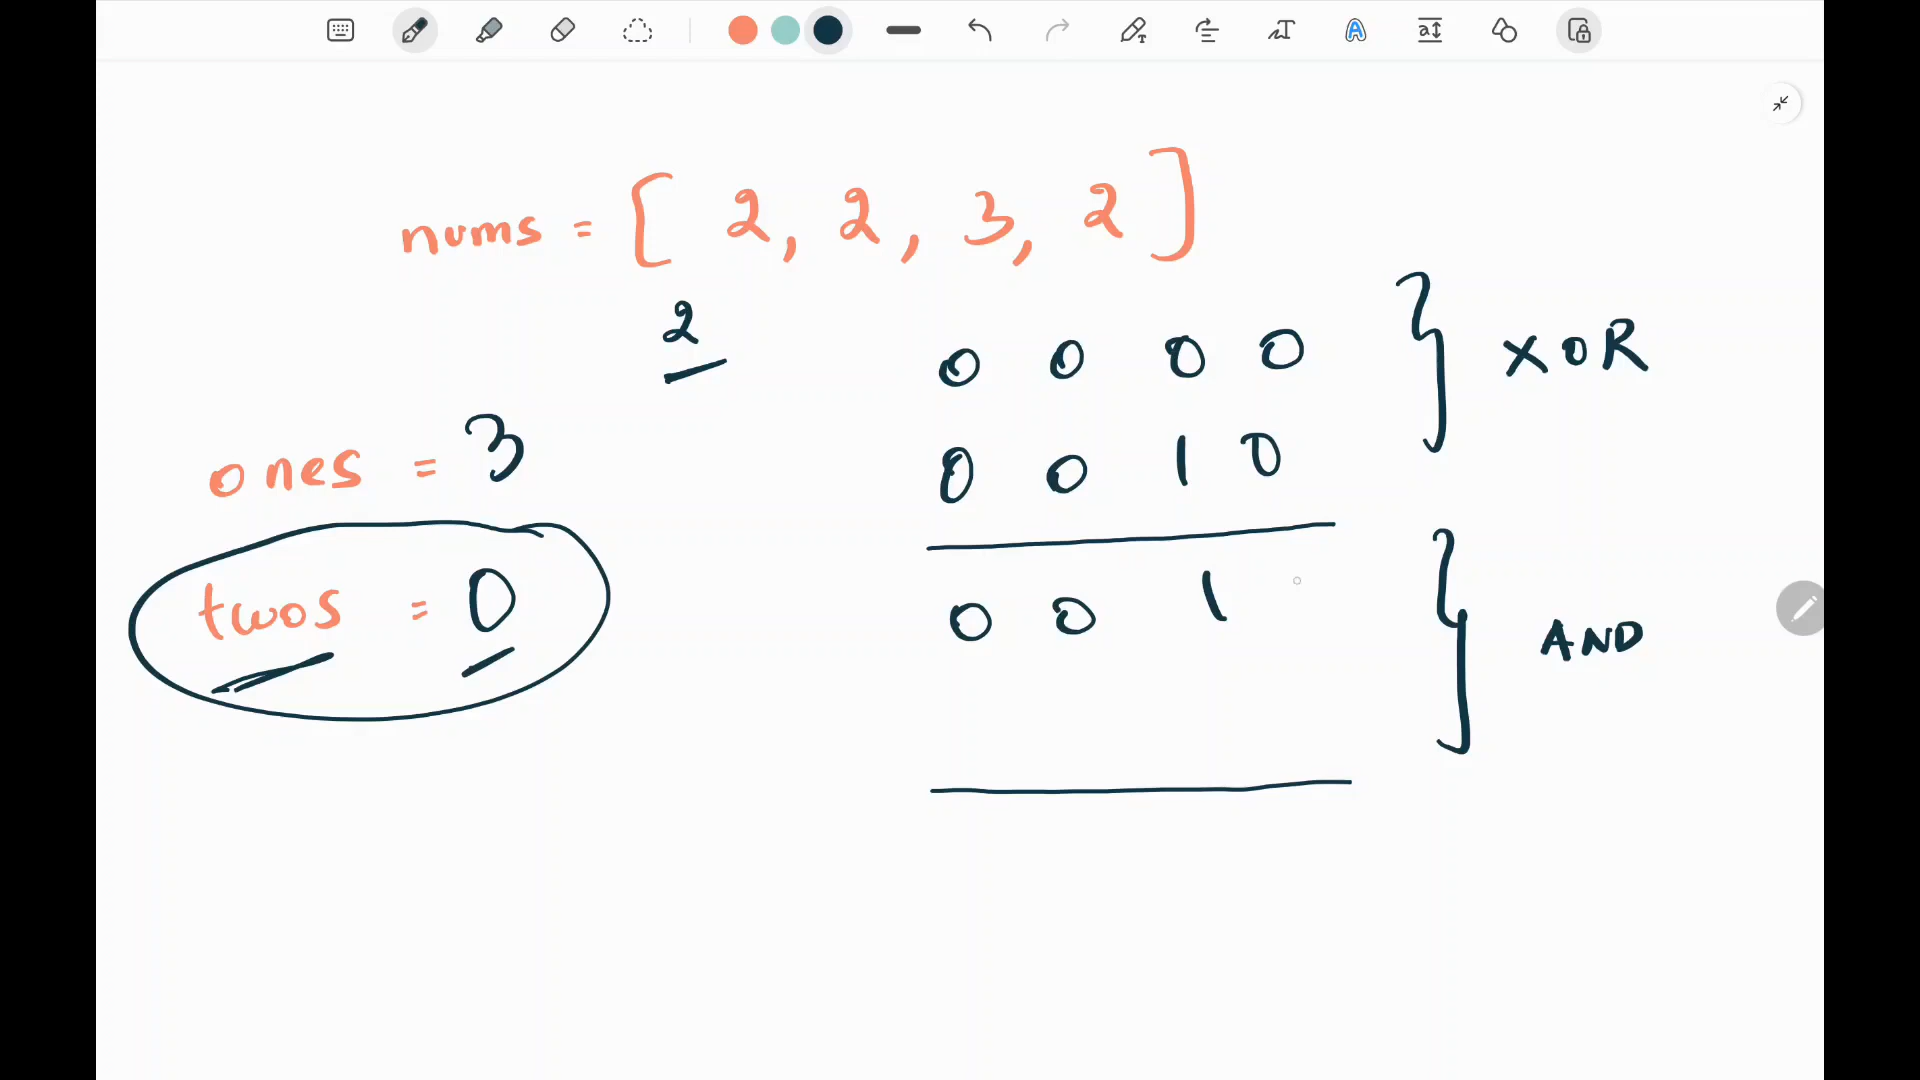 nums = [ 2, 2, 3, 2 ]
2
0 0 0 0 } XOR
ones = 3
0 0 1 0
twos = 0
0 0 1 } AND